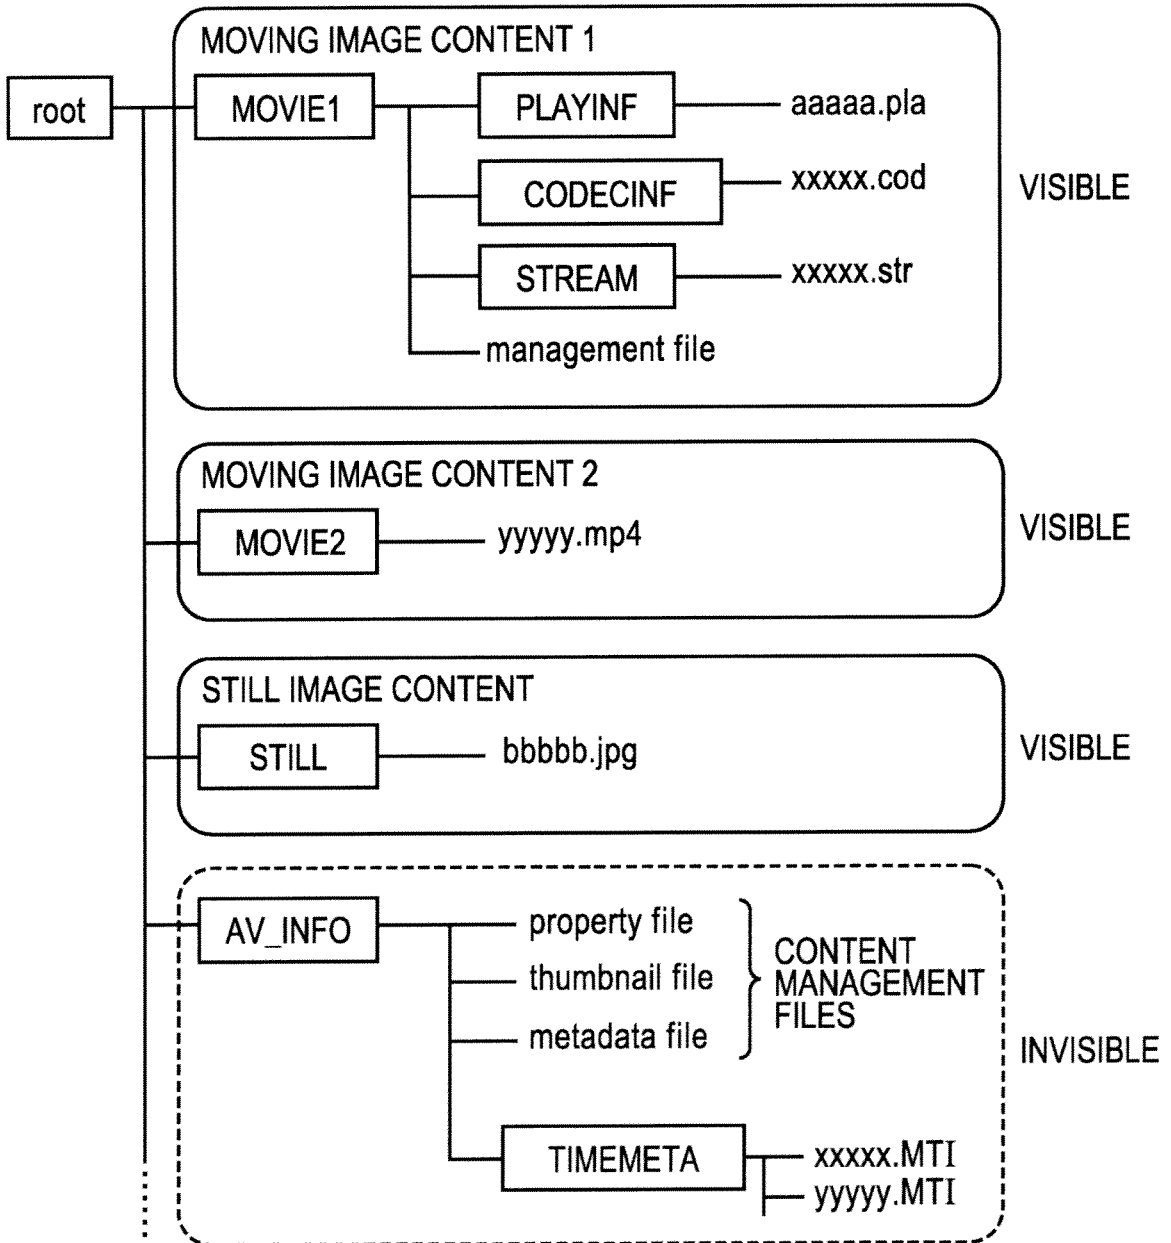 MOVING IMAGE CONTENT 1
root
MOVIE1
PLAYINF
aaaaa.pla
CODECINF
xxxxx.cod
VISIBLE
STREAM
xxxxx.str
management file
MOVING IMAGE CONTENT 2
MOVIE2
yyyyy.mp4
VISIBLE
STILL IMAGE CONTENT
STILL
bbbbb.jpg
VISIBLE
AV_INFO
property file
thumbnail file
metadata file
CONTENT
MANAGEMENT
FILES
INVISIBLE
TIMEMETA
xxxxx.MTI
yyyyy.MTI